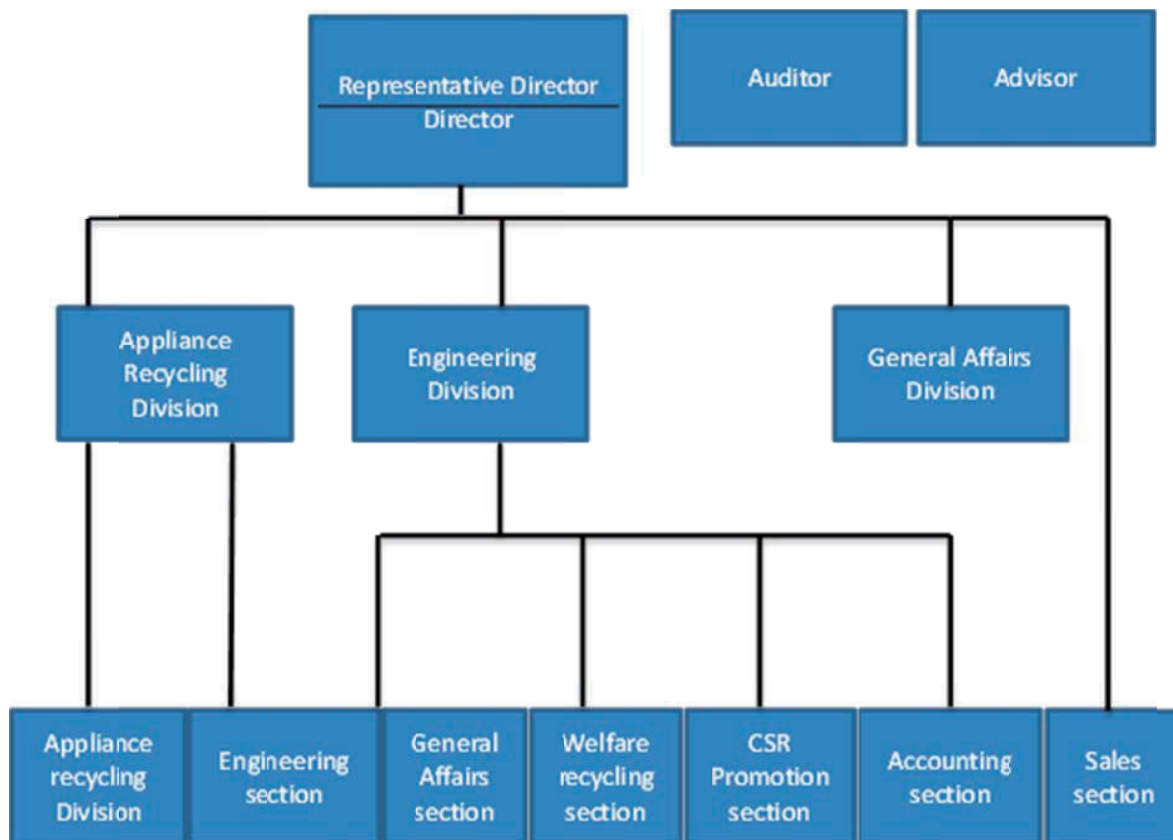 Representative Director
Director
Auditor
Advisor
Appliance
Recycling
Division
Engineering
Division
General Affairs
Division
Appliance
recycling
Division
Engineering
section
General
Affairs
section
Welfare
recycling
section
CSR
Promotion
section
Accounting
section
Sales
section